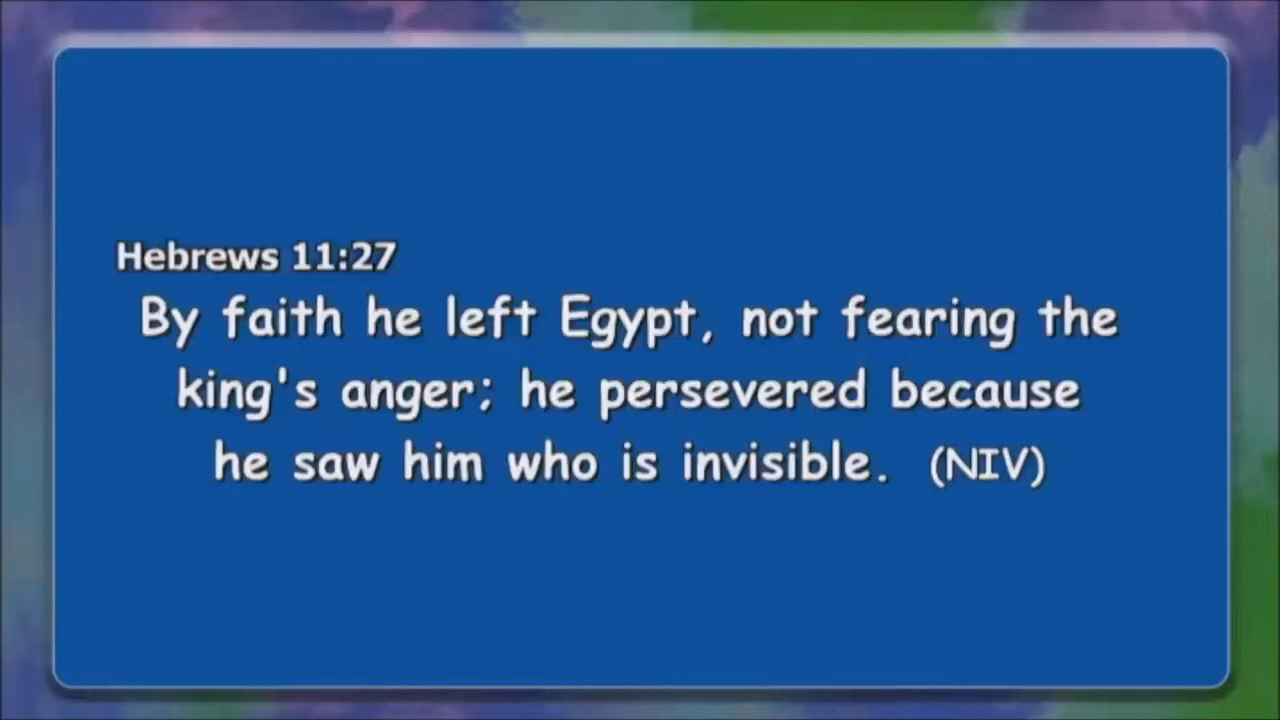 Hebrews 11:27
By faith he left Egypt, not fearing the
king's anger; he persevered because
he saw him who is invisible. (NIV)